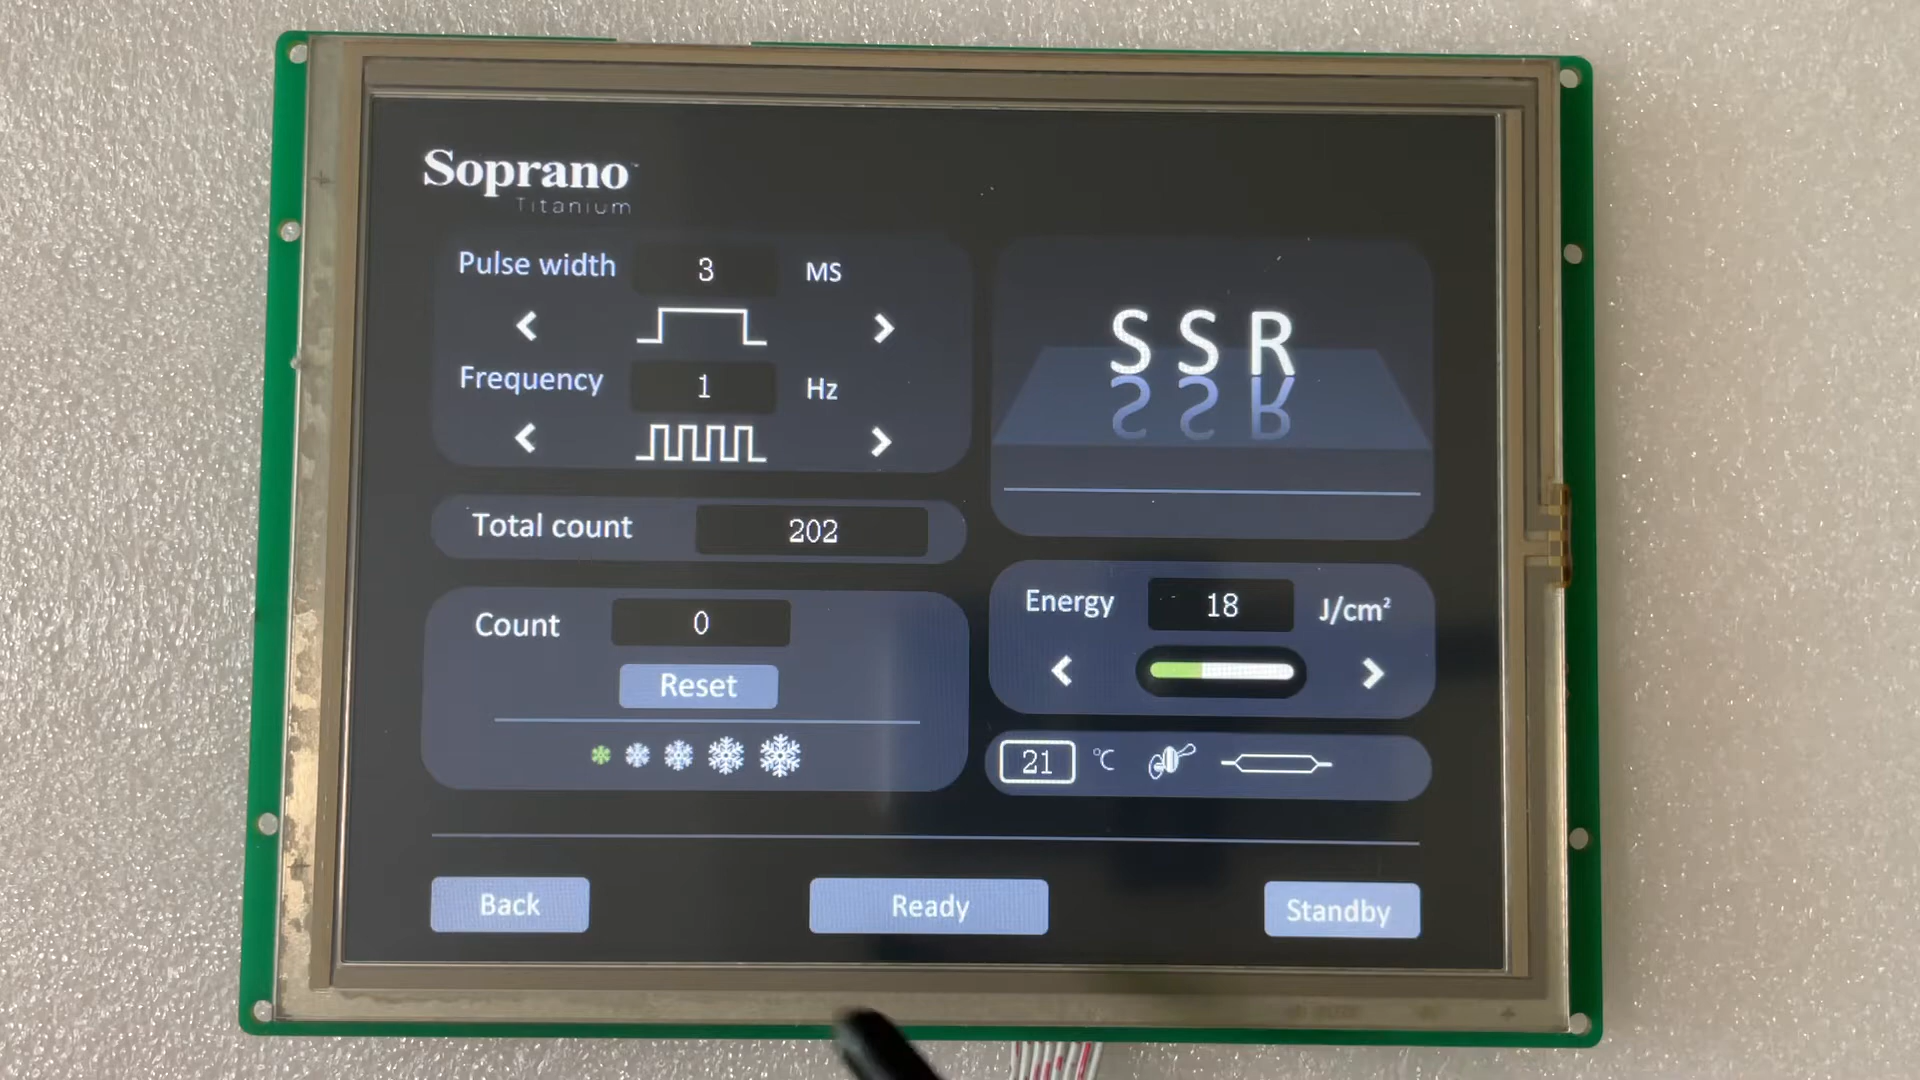 Soprano™
Titanium
Pulse width 3 MS
Frequency 1 Hz
Total count 202
Count 0
Reset
SSR
Energy 18 J/cm²
21 ℃
Back Ready Standby